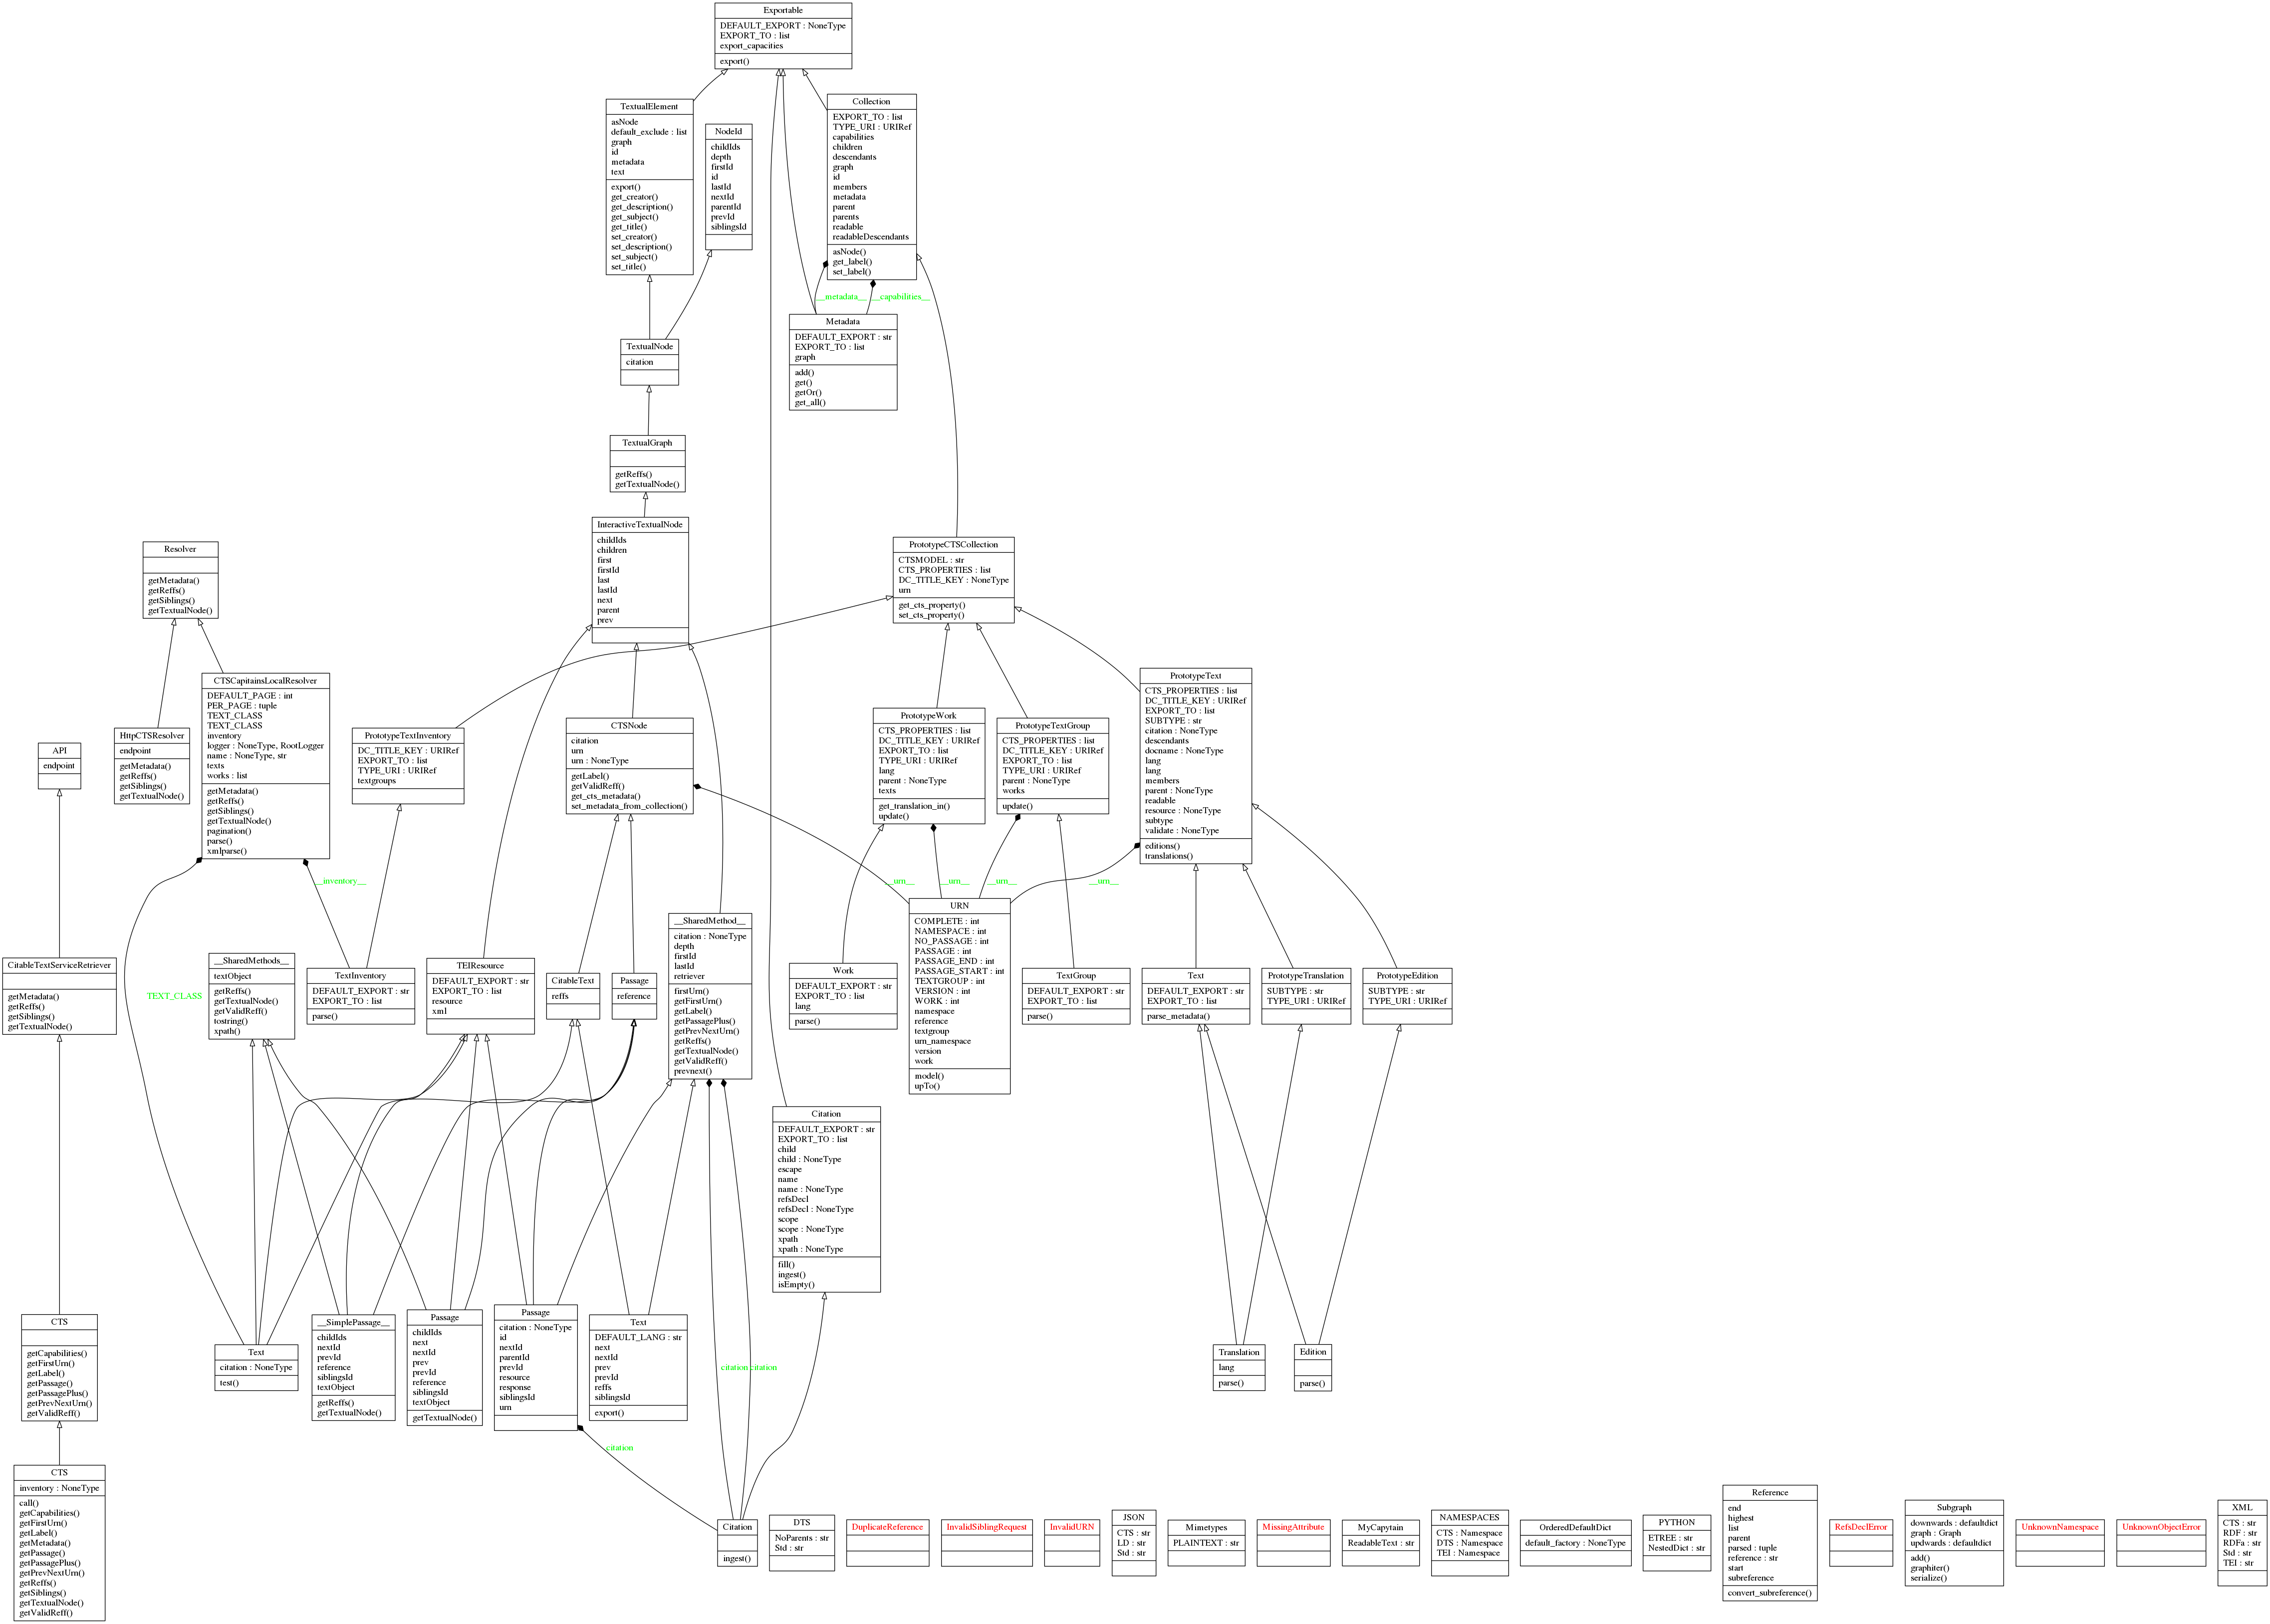 Exportable
DEFAULT_EXPORT : NoneType
EXPORT_TO : list
export_capacities
export()
TextualElement
asNode
default_exclude : list
graph
id
metadata
text
export()
get_creator()
get_description()
get_subject()
get_title()
set_creator()
set_description()
set_subject()
set_title()
NodeId
childIds
depth
firstId
id
lastId
nextId
parentId
prevId
siblingsId
Collection
EXPORT_TO : list
TYPE_URI : URIRef
capabilities
children
descendants
graph
id
members
metadata
parent
parents
readable
readableDescendants
asNode()
get_label()
set_label()
__metadata__
__capabilities__
Metadata
DEFAULT_EXPORT : str
EXPORT_TO : list
graph
add()
get()
getOr()
get_all()
TextualNode
citation
TextualGraph
getReffs()
getTextualNode()
InteractiveTextualNode
childIds
children
first
firstId
last
lastId
next
parent
prev
Resolver
getMetadata()
getReffs()
getSiblings()
getTextualNode()
PrototypeCTSCollection
CTSMODEL : str
CTS_PROPERTIES : list
DC_TITLE_KEY : NoneType
urn
get_cts_property()
set_cts_property()
API
endpoint
HttpCTSResolver
endpoint
getMetadata()
getReffs()
getSiblings()
getTextualNode()
CTSCapitainsLocalResolver
DEFAULT_PAGE : int
PER_PAGE : tuple
TEXT_CLASS
TEXT_CLASS
inventory
logger : NoneType, RootLogger
name : NoneType, str
texts
works : list
getMetadata()
getReffs()
getSiblings()
getTextualNode()
pagination()
parse()
xmlparse()
PrototypeTextInventory
DC_TITLE_KEY : URIRef
EXPORT_TO : list
TYPE_URI : URIRef
textgroups
CTSNode
citation
urn
urn : NoneType
getLabel()
getValidReff()
get_cts_metadata()
set_metadata_from_collection()
PrototypeWork
CTS_PROPERTIES : list
DC_TITLE_KEY : URIRef
EXPORT_TO : list
TYPE_URI : URIRef
lang
parent : NoneType
texts
get_translation_in()
update()
PrototypeTextGroup
CTS_PROPERTIES : list
DC_TITLE_KEY : URIRef
EXPORT_TO : list
TYPE_URI : URIRef
parent : NoneType
works
update()
PrototypeText
CTS_PROPERTIES : list
DC_TITLE_KEY : URIRef
EXPORT_TO : list
SUBTYPE : str
citation : NoneType
descendants
docname : NoneType
lang
lang
members
parent : NoneType
readable
resource : NoneType
subtype
validate : NoneType
editions()
translations()
__inventory__
__urn__
__urn__
__urn__
__urn__
CitableTextServiceRetriever
getMetadata()
getReffs()
getSiblings()
getTextualNode()
TEXT_CLASS
__SharedMethods__
textObject
getReffs()
getTextualNode()
getValidReff()
tostring()
xpath()
TextInventory
DEFAULT_EXPORT : str
EXPORT_TO : list
parse()
TEIResource
DEFAULT_EXPORT : str
EXPORT_TO : list
resource
xml
CitableText
reffs
Passage
reference
__SharedMethod__
citation : NoneType
depth
firstId
lastId
retriever
firstUrn()
getFirstUrn()
getLabel()
getPassagePlus()
getPrevNextUrn()
getReffs()
getTextualNode()
getValidReff()
prevnext()
Work
DEFAULT_EXPORT : str
EXPORT_TO : list
lang
parse()
URN
COMPLETE : int
NAMESPACE : int
NO_PASSAGE : int
PASSAGE : int
PASSAGE_END : int
PASSAGE_START : int
TEXTGROUP : int
VERSION : int
WORK : int
namespace
reference
textgroup
urn_namespace
version
work
model()
upTo()
TextGroup
DEFAULT_EXPORT : str
EXPORT_TO : list
parse()
Text
DEFAULT_EXPORT : str
EXPORT_TO : list
parse_metadata()
PrototypeTranslation
SUBTYPE : str
TYPE_URI : URIRef
PrototypeEdition
SUBTYPE : str
TYPE_URI : URIRef
Citation
DEFAULT_EXPORT : str
EXPORT_TO : list
child
child : NoneType
escape
name
name : NoneType
refsDecl
refsDecl : NoneType
scope
scope : NoneType
xpath
xpath : NoneType
fill()
ingest()
isEmpty()
CTS
getCapabilities()
getFirstUrn()
getLabel()
getPassage()
getPassagePlus()
getPrevNextUrn()
getValidReff()
Text
citation : NoneType
test()
__SimplePassage__
childIds
nextId
prevId
reference
siblingsId
textObject
getReffs()
getTextualNode()
Passage
childIds
next
nextId
prev
prevId
reference
siblingsId
textObject
getTextualNode()
Passage
citation : NoneType
id
nextId
parentId
prevId
resource
response
siblingsId
urn
Text
DEFAULT_LANG : str
next
nextId
prev
prevId
reffs
siblingsId
export()
citation
citation
Translation
lang
parse()
Edition
parse()
citation
CTS
inventory : NoneType
call()
getCapabilities()
getFirstUrn()
getLabel()
getMetadata()
getPassage()
getPassagePlus()
getPrevNextUrn()
getReffs()
getSiblings()
getTextualNode()
getValidReff()
Citation
ingest()
DTS
NoParents : str
Std : str
DuplicateReference
InvalidSiblingRequest
InvalidURN
JSON
CTS : str
LD : str
Std : str
Mimetypes
PLAINTEXT : str
MissingAttribute
MyCapytain
ReadableText : str
NAMESPACES
CTS : Namespace
DTS : Namespace
TEI : Namespace
OrderedDefaultDict
default_factory : NoneType
PYTHON
ETREE : str
NestedDict : str
Reference
end
highest
list
parent
parsed : tuple
reference : str
start
subreference
convert_subreference()
RefsDeclError
Subgraph
downwards : defaultdict
graph : Graph
updwards : defaultdict
add()
graphiter()
serialize()
UnknownNamespace
UnknownObjectError
XML
CTS : str
RDF : str
RDFa : str
Std : str
TEI : str